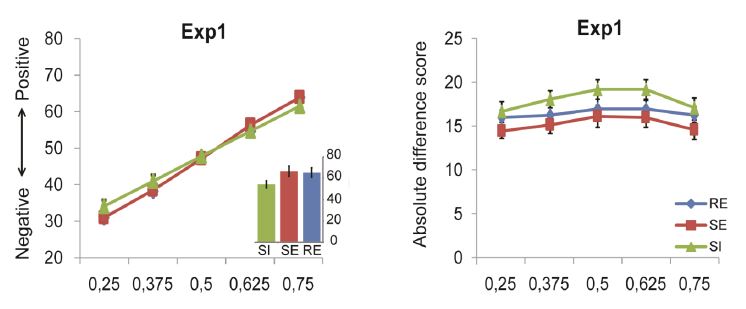 Exp1
Negative ↔ Positive
80
70
60
50
40
30
20
0,25 0,375 0,5 0,625 0,75
80
60
40
20
0
SI SE RE
Exp1
Absolute difference score
25
20
15
10
5
0
0,25 0,375 0,5 0,625 0,75
RE
SE
SI